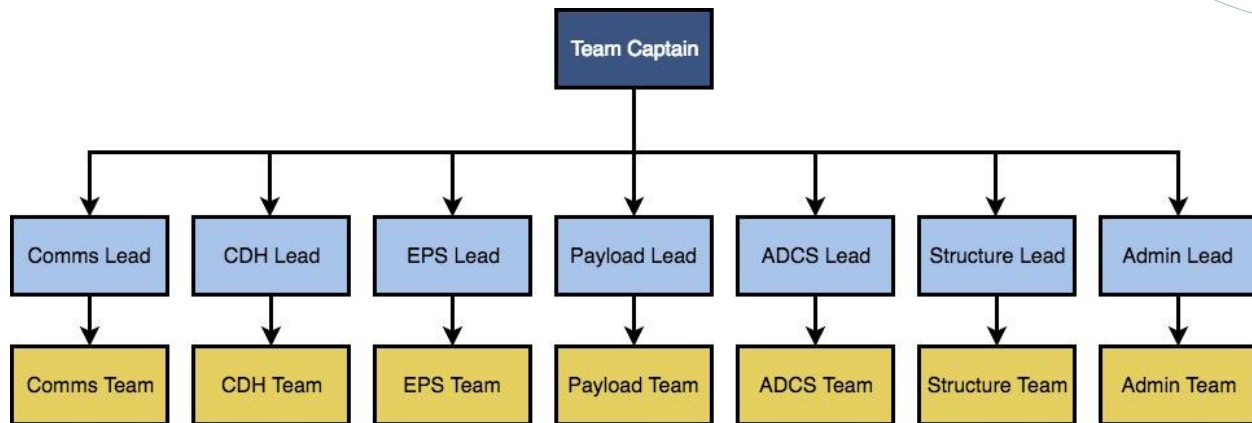 Team Captain
Comms Lead
CDH Lead
EPS Lead
Payload Lead
ADCS Lead
Structure Lead
Admin Lead
Comms Team
CDH Team
EPS Team
Payload Team
ADCS Team
Structure Team
Admin Team